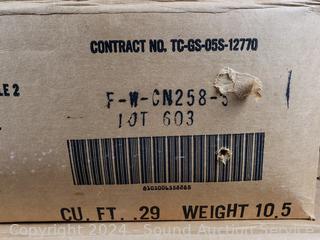 CONTRACT NO. TC-GS-05S-12770
LE 2
F-W-CN258-S
LOT 603
CU. FT. .29 WEIGHT 10.5
Copyright 2024 - Sound Auction Service